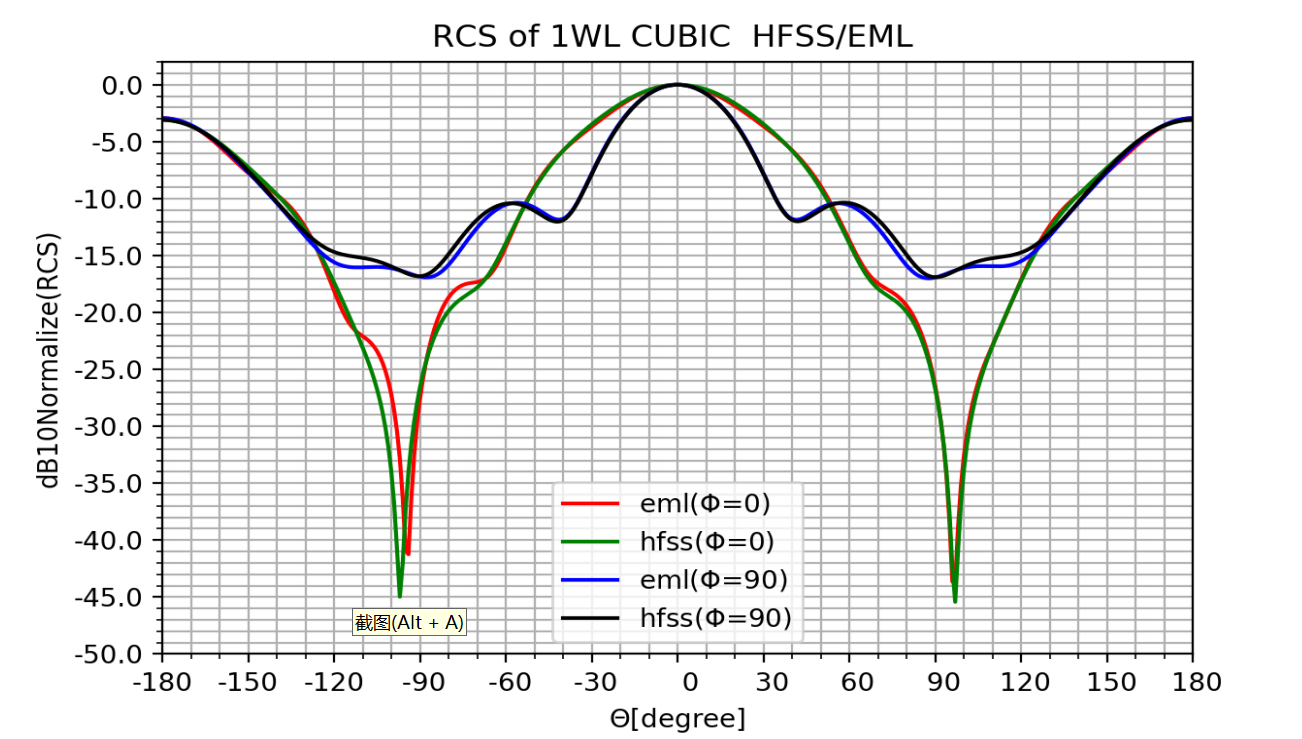 RCS of 1WL CUBIC  HFSS/EML
dB10Normalize(RCS)
0.0
-5.0
-10.0
-15.0
-20.0
-25.0
-30.0
-35.0
-40.0
-45.0
-50.0
eml(Φ=0)
hfss(Φ=0)
eml(Φ=90)
hfss(Φ=90)
截图(Alt + A)
-180 -150 -120 -90 -60 -30 0 30 60 90 120 150 180
Θ[degree]